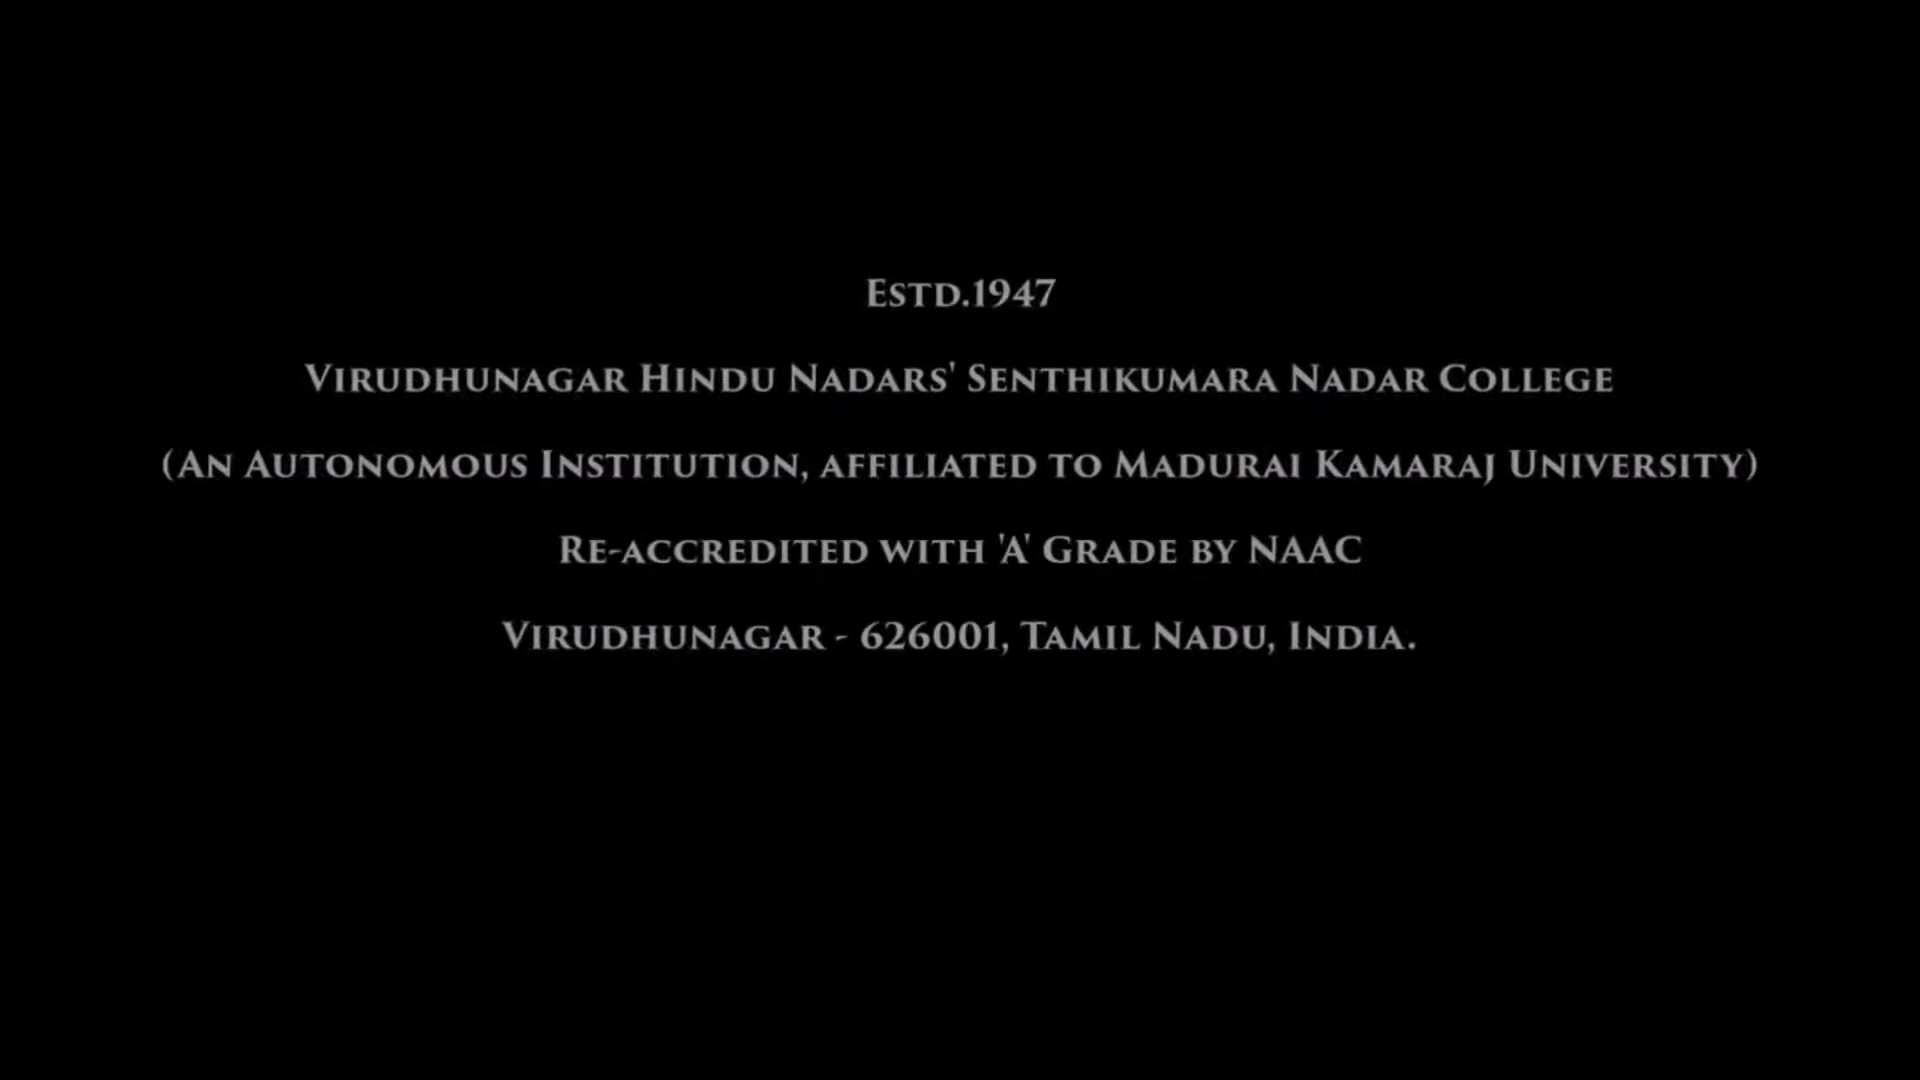 Estd.1947
Virudhunagar Hindu Nadars' Senthikumara Nadar College
(An Autonomous Institution, affiliated to Madurai Kamaraj University)
Re-accredited with 'A' Grade by NAAC
Virudhunagar - 626001, Tamil Nadu, India.